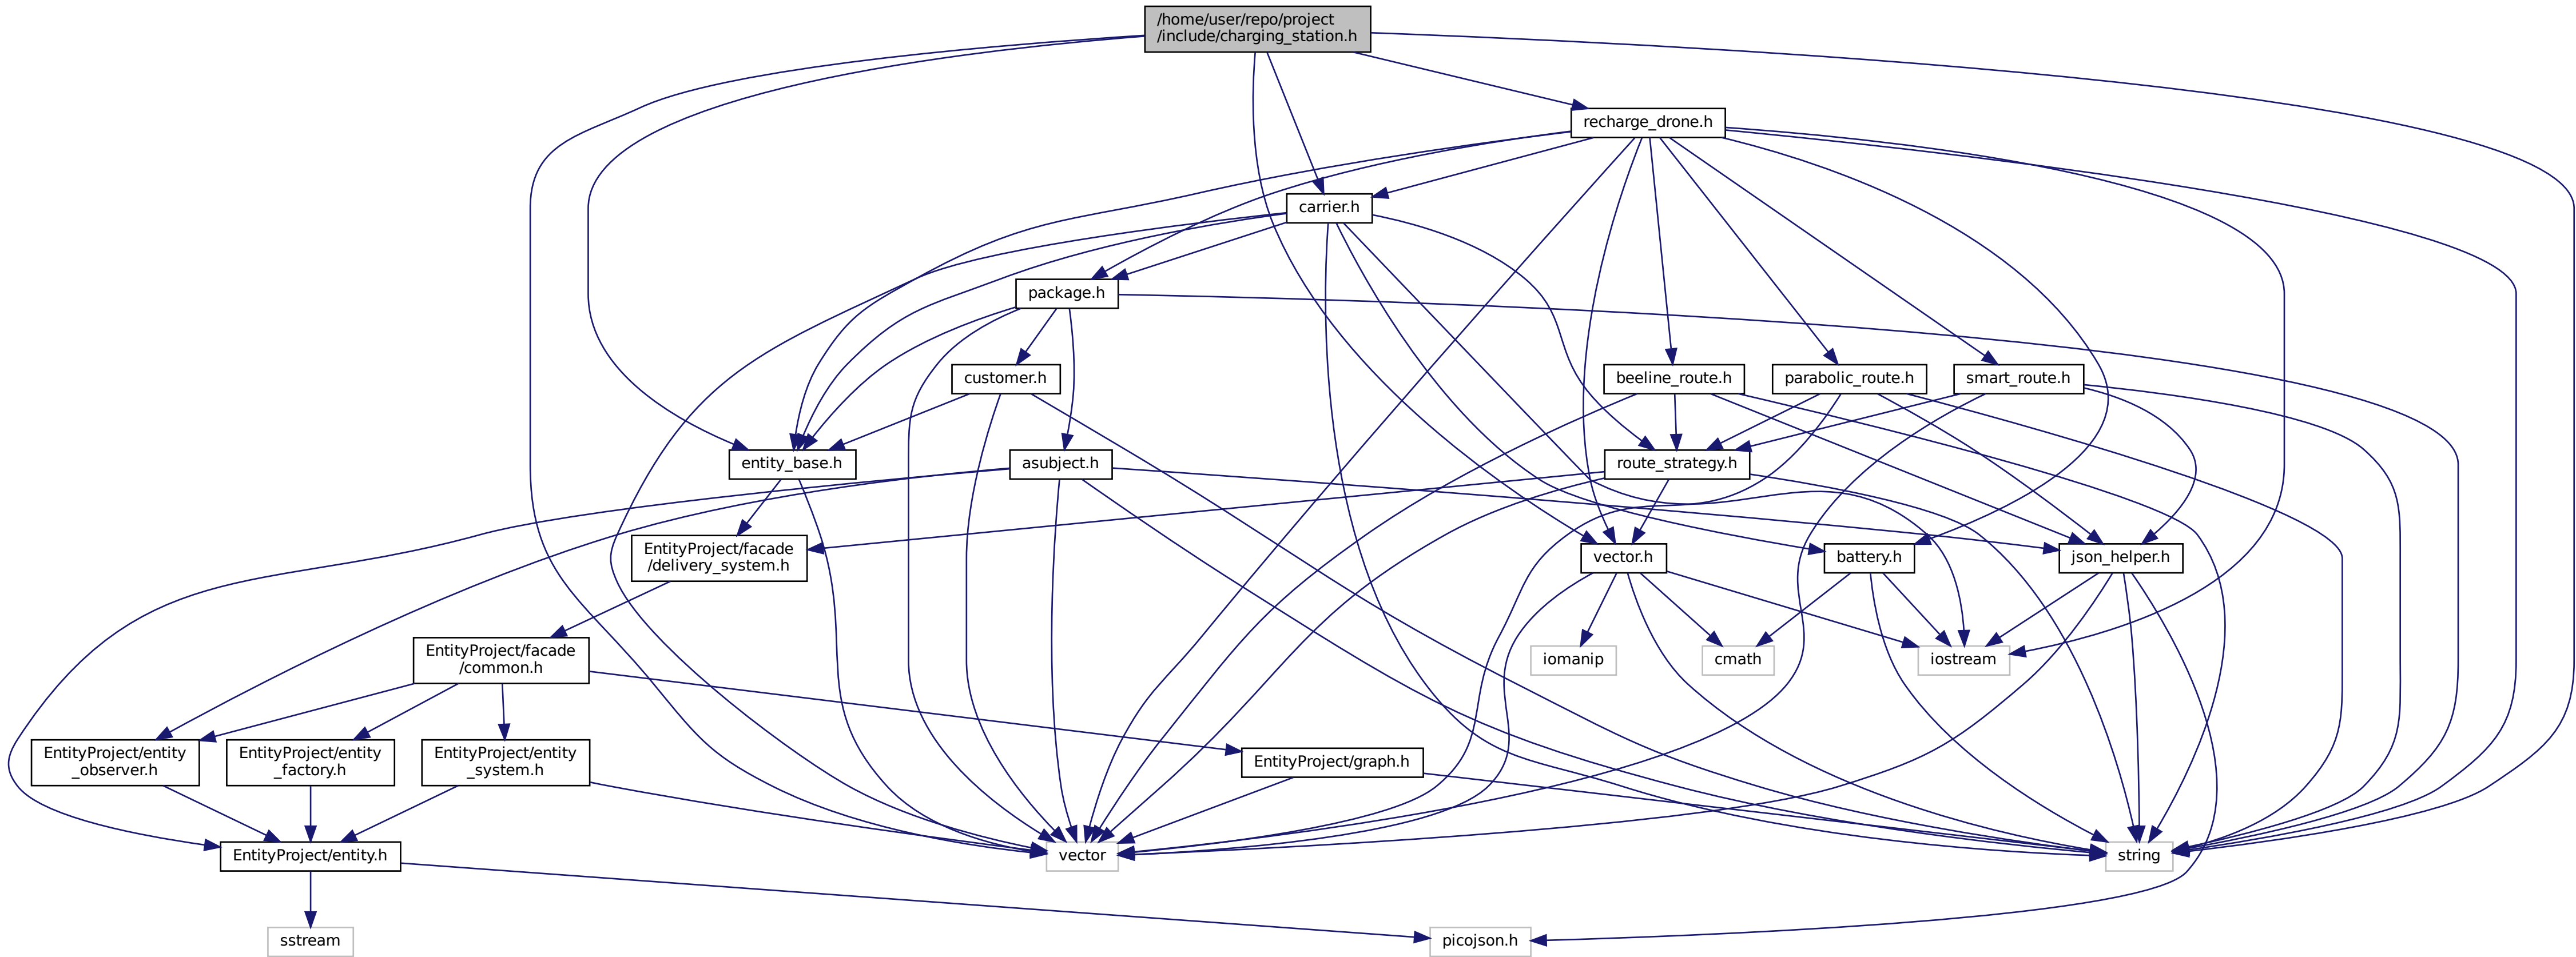 /home/user/repo/project
/include/charging_station.h
recharge_drone.h
carrier.h
package.h
customer.h
beeline_route.h
parabolic_route.h
smart_route.h
entity_base.h
asubject.h
route_strategy.h
EntityProject/facade
/delivery_system.h
vector.h
battery.h
json_helper.h
EntityProject/facade
/common.h
iomanip
cmath
iostream
EntityProject/entity
_observer.h
EntityProject/entity
_factory.h
EntityProject/entity
_system.h
EntityProject/graph.h
EntityProject/entity.h
vector
string
sstream
picojson.h